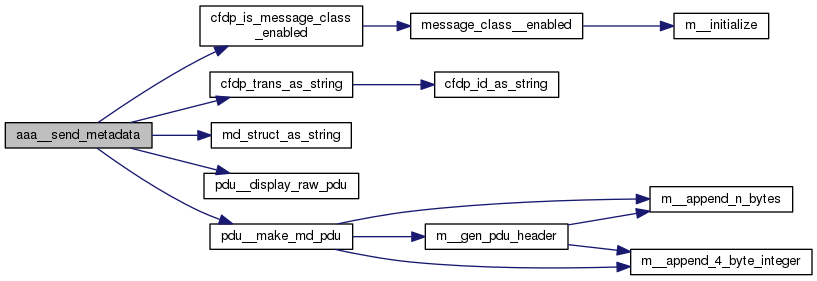 aaa__send_metadata
cfdp_is_message_class
_enabled
message_class__enabled
m__initialize
cfdp_trans_as_string
cfdp_id_as_string
md_struct_as_string
pdu__display_raw_pdu
pdu__make_md_pdu
m__gen_pdu_header
m__append_n_bytes
m__append_4_byte_integer